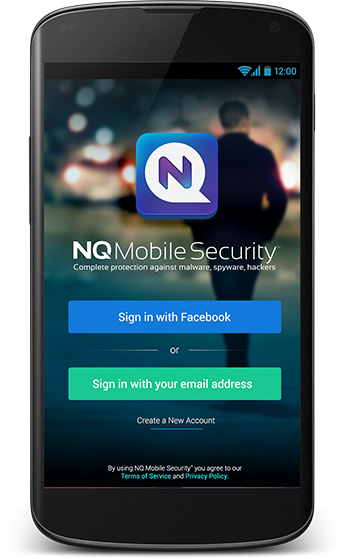 12:00
N
NQ Mobile Security™
Complete protection against malware, spyware, hackers
Sign in with Facebook
or
Sign in with your email address
Create a New Account
By using NQ Mobile Security™ you agree to our
Terms of Service and Privacy Policy.